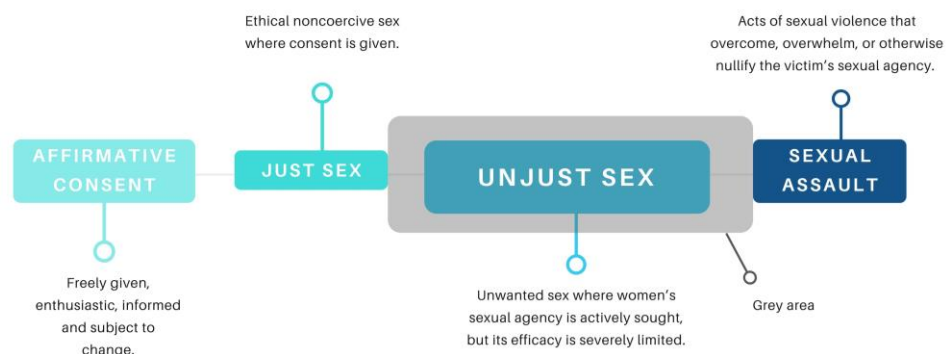 Ethical noncoercive sex
where consent is given.
Acts of sexual violence that
overcome, overwhelm, or otherwise
nullify the victim's sexual agency.
AFFIRMATIVE
CONSENT
JUST SEX
UNJUST SEX
SEXUAL
ASSAULT
Freely given,
enthusiastic, informed
and subject to
change.
Unwanted sex where women's
sexual agency is actively sought,
but its efficacy is severely limited.
Grey area